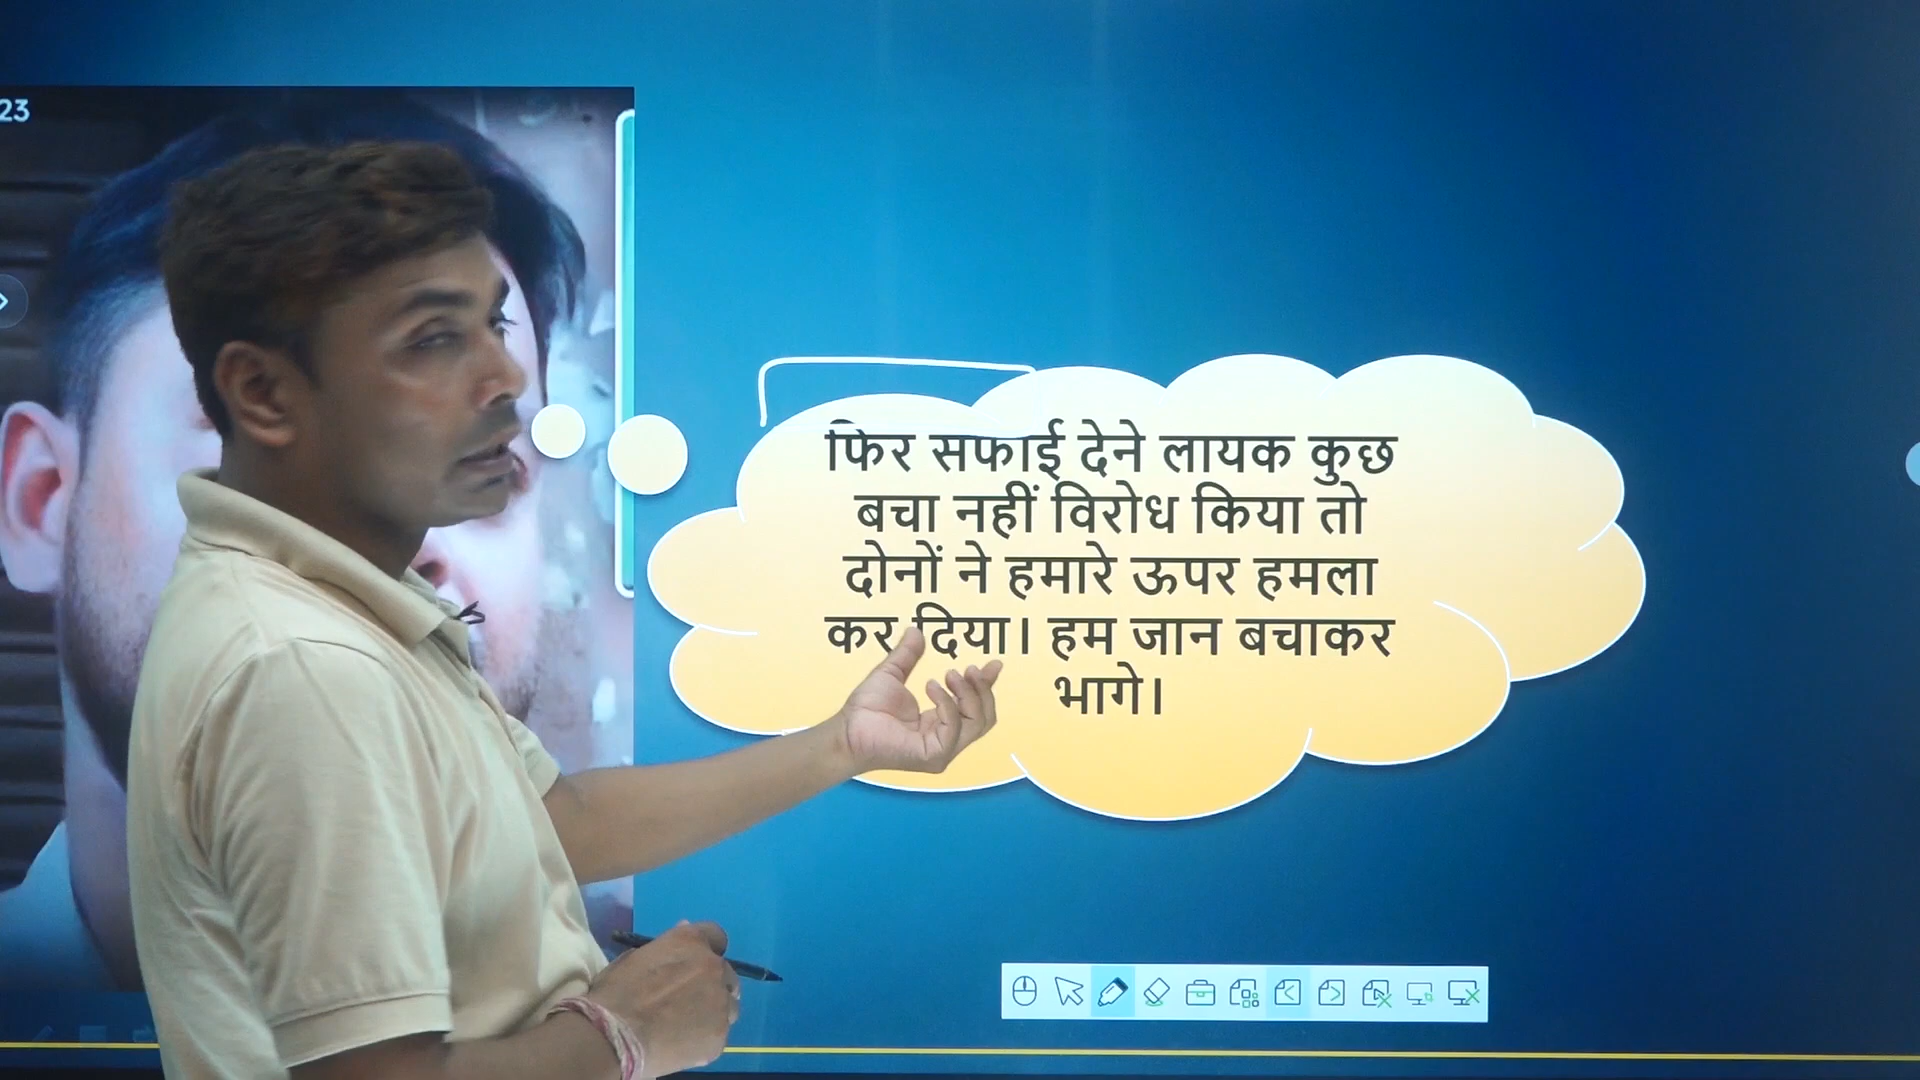 23
फिर सफाई देने लायक कुछ
बचा नहीं विरोध किया तो
दोनों ने हमारे ऊपर हमला
कर दिया। हम जान बचाकर
भागे।